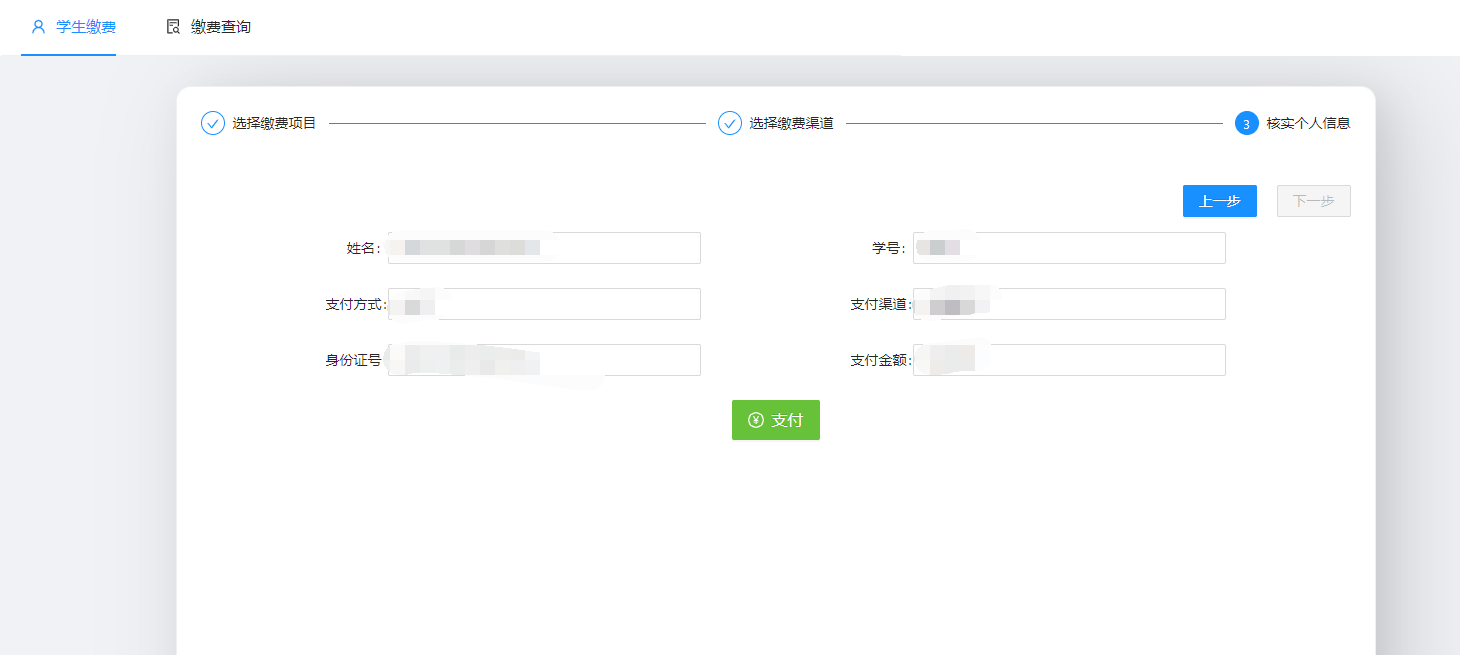 学生缴费 缴费查询
选择缴费项目 选择缴费渠道 3 核实个人信息
上一步 下一步
姓名: 学号:
支付方式: 支付渠道:
身份证号 支付金额:
支付